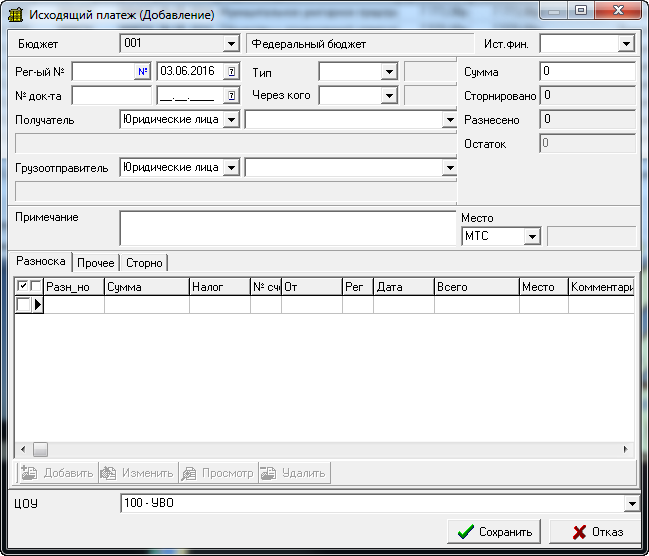 Исходящий платеж (Добавление)
Бюджет 001 Федеральный бюджет Ист.фин.
Рег-ый № № 03.06.2016 Тип Сумма 0
№ док-та __.__.____ Через кого Сторнировано 0
Получатель Юридические лица Разнесено 0
Остаток 0
Грузоотправитель Юридические лица
Примечание Место
МТС
Разноска Прочее Сторно
Разн_но Сумма Налог № сч От Рег Дата Всего Место Комментари
Добавить Изменить Просмотр Удалить
ЦОУ 100 - УВО
Сохранить Отказ